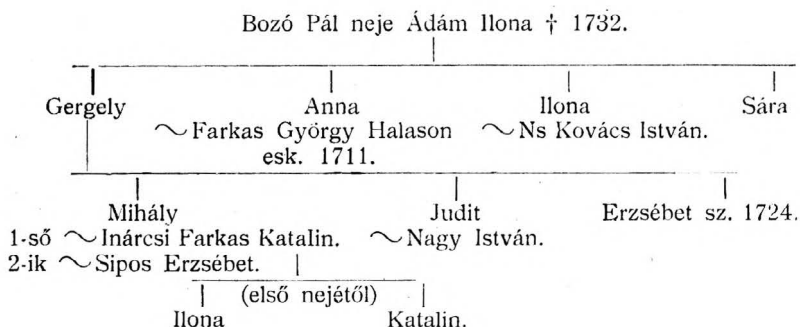 Bozó Pál neje Ádám Ilona † 1732.
Gergely Anna Ilona Sára
~ Farkas György Halason ~ Ns Kovács István.
esk. 1711.
Mihály Judit Erzsébet sz. 1724.
1-ső ~ Inárcsi Farkas Katalin. ~ Nagy István.
2-ik ~ Sipos Erzsébet.
(első nejétől)
Ilona Katalin.